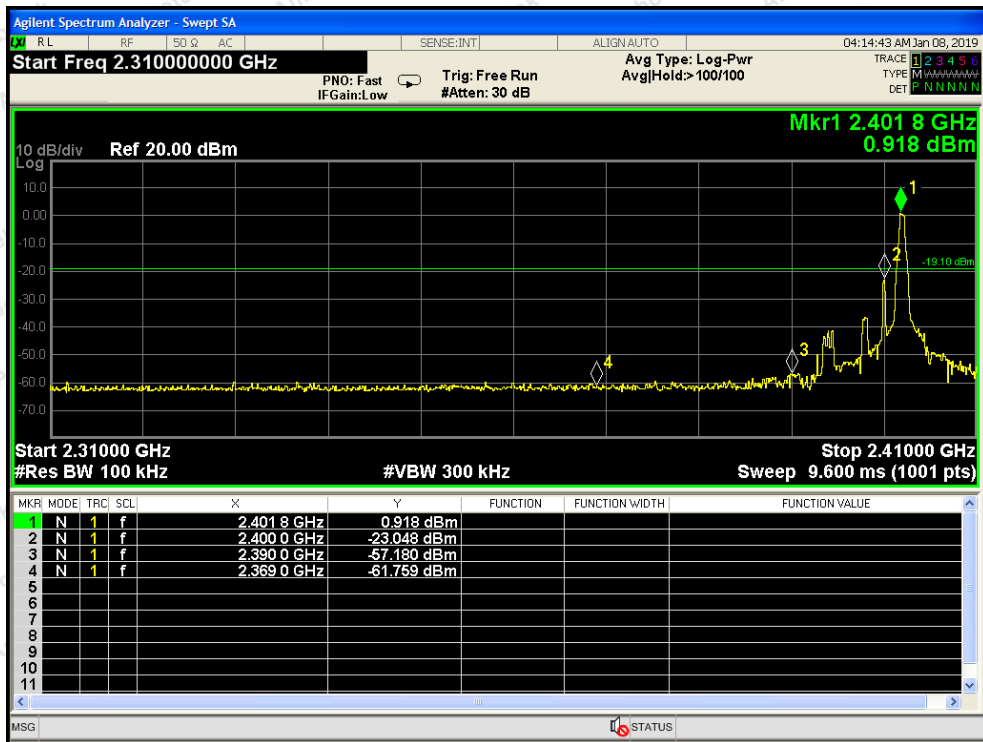 Agilent Spectrum Analyzer - Swept SA
LXI RL RF 50 Ω AC SENSE:INT ALIGN AUTO 04:14:43 AM Jan 08, 2019
Start Freq 2.310000000 GHz
PNO: Fast
IFGain:Low
Trig: Free Run
#Atten: 30 dB
Avg Type: Log-Pwr
Avg|Hold:>100/100
TRACE 1 2 3 4 5 6
TYPE M WWWWW
DET P N N N N N
Mkr1 2.401 8 GHz
0.918 dBm
10 dB/div Ref 20.00 dBm
Log
10.0
0.00
-10.0
-20.0
-30.0
-40.0
-50.0
-60.0
-70.0
1
2
-19.10 dBm
3
4
Start 2.31000 GHz Stop 2.41000 GHz
#Res BW 100 kHz #VBW 300 kHz Sweep 9.600 ms (1001 pts)
MKR MODE TRC SCL X Y FUNCTION FUNCTION WIDTH FUNCTION VALUE
1 N 1 f 2.401 8 GHz 0.918 dBm
2 N 1 f 2.400 0 GHz -23.048 dBm
3 N 1 f 2.390 0 GHz -57.180 dBm
4 N 1 f 2.369 0 GHz -61.759 dBm
5
6
7
8
9
10
11
MSG STATUS